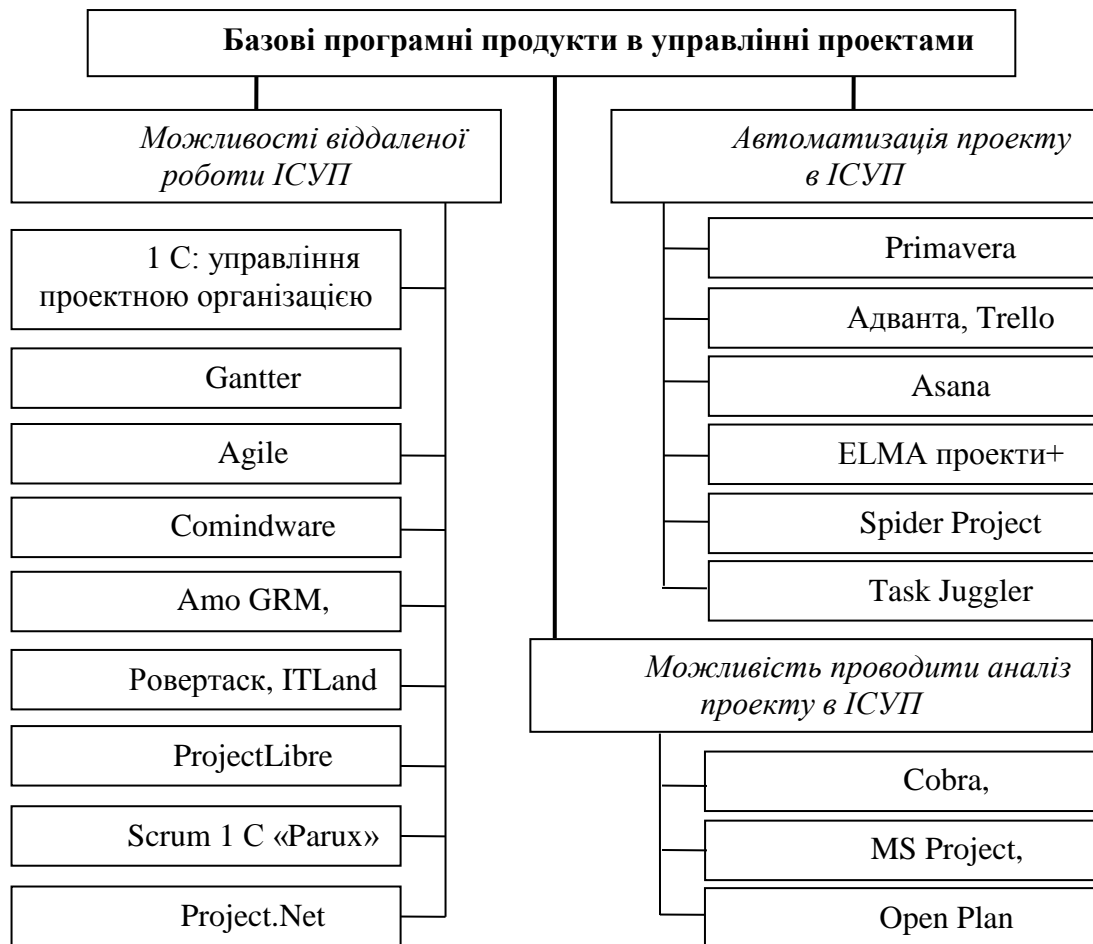 Базові програмні продукти в управлінні проектами
Можливості віддаленої
роботи ІСУП
1 С: управління
проектною організацією
Gantter
Agile
Comindware
Amo GRM,
Ровертаск, ITLand
ProjectLibre
Scrum 1 C «Parux»
Project.Net
Автоматизація проекту
в ІСУП
Primavera
Адванта, Trello
Asana
ELMA проекти+
Spider Project
Task Juggler
Можливість проводити аналіз
проекту в ІСУП
Cobra,
MS Project,
Open Plan